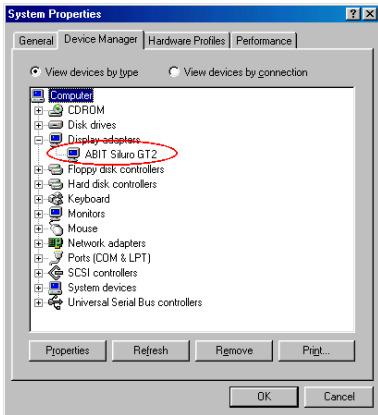 System Properties
General Device Manager Hardware Profiles Performance
View devices by type View devices by connection
Computer
CDROM
Disk drives
Display adapters
ABIT Siluro GT2
Floppy disk controllers
Hard disk controllers
Keyboard
Monitors
Mouse
Network adapters
Ports (COM & LPT)
SCSI controllers
System devices
Universal Serial Bus controllers
Properties Refresh Remove Print...
OK Cancel